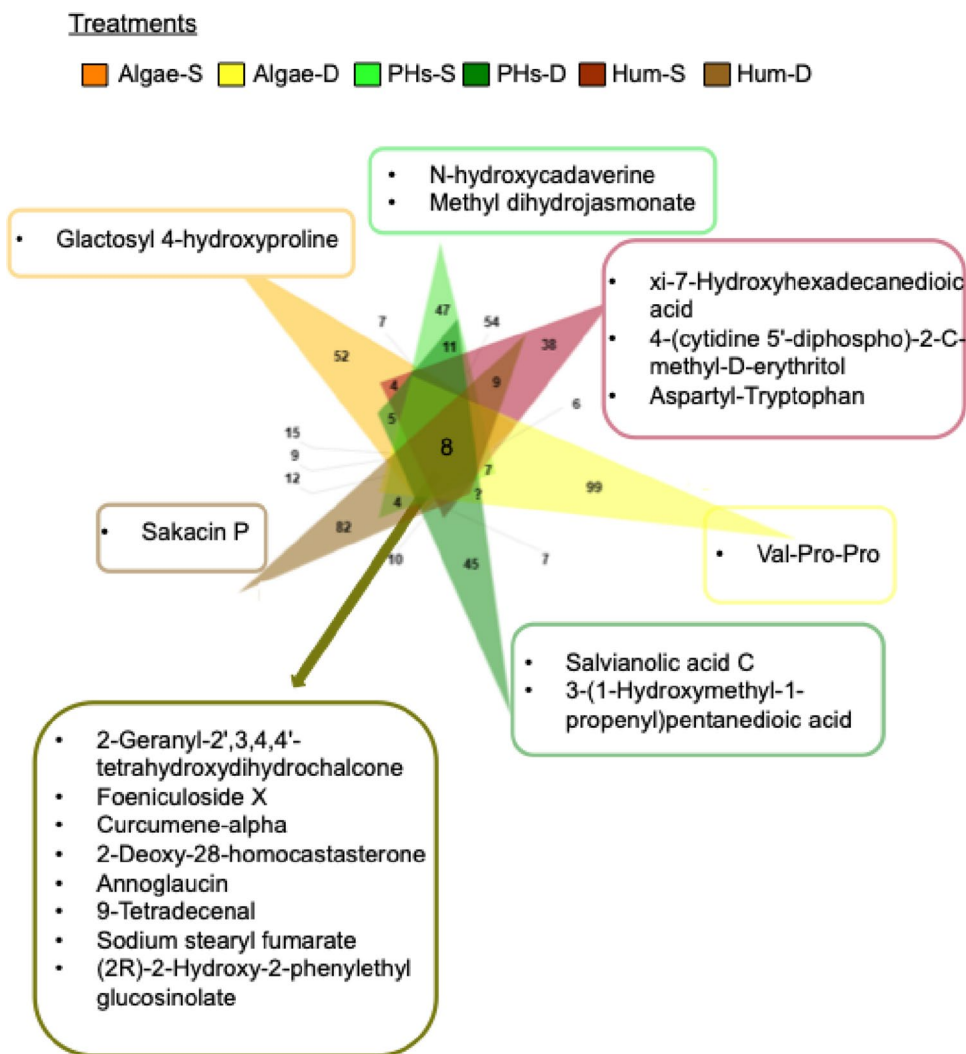 Treatments
Algae-S Algae-D PHs-S PHs-D Hum-S Hum-D
• N-hydroxycadaverine
• Methyl dihydrojasmonate
• Glactosyl 4-hydroxyproline
• xi-7-Hydroxyhexadecanedioic
acid
• 4-(cytidine 5'-diphospho)-2-C-
methyl-D-erythritol
• Aspartyl-Tryptophan
47
7
54
11
38
52
4
9
6
5
15
8
9
7
12
99
?
4
82
10
45
7
• Sakacin P
• Val-Pro-Pro
• Salvianolic acid C
• 3-(1-Hydroxymethyl-1-
propenyl)pentanedioic acid
• 2-Geranyl-2',3,4,4'-
tetrahydroxydihydrochalcone
• Foeniculoside X
• Curcumene-alpha
• 2-Deoxy-28-homocastasterone
• Annoglaucin
• 9-Tetradecenal
• Sodium stearyl fumarate
• (2R)-2-Hydroxy-2-phenylethyl
glucosinolate